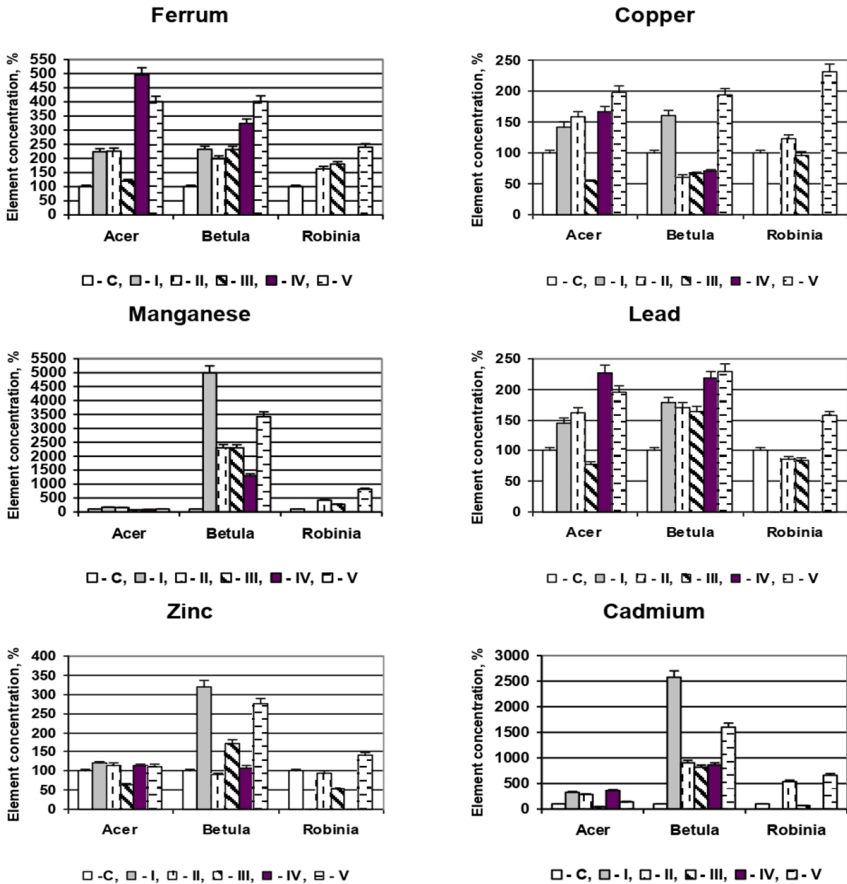 Ferrum
Element concentration, %
550
500
450
400
350
300
250
200
150
100
50
0
Acer Betula Robinia
- C, - I, - II, - III, - IV, - V
Copper
Element concentration, %
250
200
150
100
50
0
Acer Betula Robinia
- C, - I, - II, - III, - IV, - V
Manganese
Element concentration, %
5500
5000
4000
3500
3000
2500
2000
1500
1000
500
0
Acer Betula Robinia
- C, - I, - II, - III, - IV, - V
Lead
Element concentration, %
250
200
150
100
50
0
Acer Betula Robinia
- C, - I, - II, - III, - IV, - V
Zinc
Element concentration, %
400
350
300
250
200
150
100
50
0
Acer Betula Robinia
-C, - I, - II, - III, - IV, - V
Cadmium
Element concentration, %
3000
2500
2000
1500
1000
500
0
Acer Betula Robinia
- C, - I, - II, - III, - IV, - V